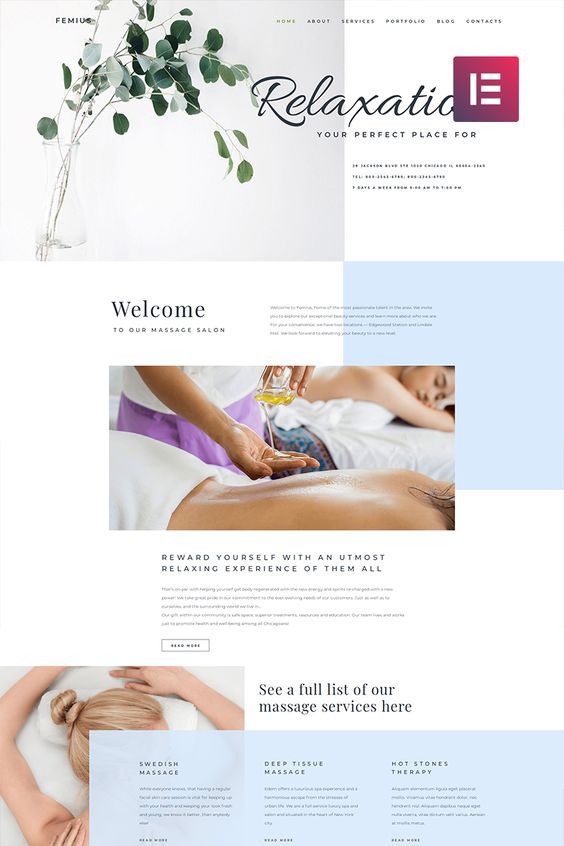 FEMIUS
HOME ABOUT SERVICES PORTFOLIO BLOG CONTACTS
Relaxatio
YOUR PERFECT PLACE FOR
28 JACKSON BLVD STE 1020 CHICAGO IL 60604-2340
TEL: 800-2345-6789; 800-2345-6790
7 DAYS A WEEK FROM 9:00 AM TO 7:00 PM
Welcome
TO OUR MASSAGE SALON
Welcome to Femius, home of the most passionate talent in the area. We invite
you to explore our exceptional beauty services and learn more about who we are.
For your convenience, we have two locations — Edgewood Station and Lindale
Mall. We look forward to elevating your beauty to a new level.
REWARD YOURSELF WITH AN UTMOST
RELAXING EXPERIENCE OF THEM ALL
That's on par with helping yourself get body regenerated with the new energy and spirits re-charged with a new
power! We take great pride in our commitment to the ever evolving needs of our customers. Just as well as to
ourselves, and the surrounding world we live in...
Our gift within our community is safe space, superior treatments, resources and education. Our team lives and works
just to promote health and well-being among all Chicagoans!
READ MORE
See a full list of our
massage services here
SWEDISH
MASSAGE
While everyone knows, that having a regular
facial skin care session is vital for keeping up
with your health and keeping your look fresh
and young, we know it better, than anybody
else!
READ MORE
DEEP TISSUE
MASSAGE
Edem offers a luxurious spa experience and a
harmonious escape from the stresses of
urban life. We are a full service luxury spa and
salon and situated in the heart of New York
city.
READ MORE
HOT STONES
THERAPY
Aliquam elementum ligula eget placerat
mollis. Vivamus vitae hendrerit dolor, nec
hendrerit nisl. Aliquam dapibus neque eget
nulla viverra, vitae dictum velit varius. Aenean
at mollis metus.
READ MORE